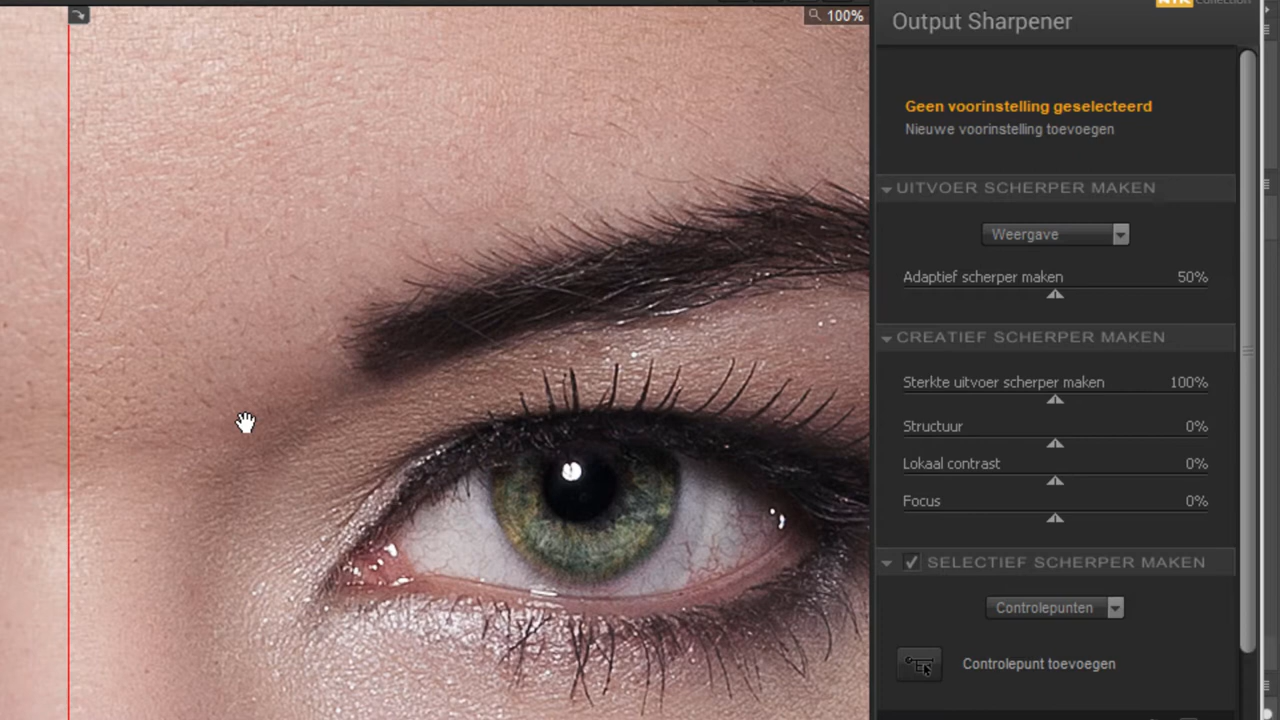 100%
Collection
Output Sharpener
Geen voorinstelling geselecteerd
Nieuwe voorinstelling toevoegen
UITVOER SCHERPER MAKEN
Weergave
Adaptief scherper maken 50%
CREATIEF SCHERPER MAKEN
Sterkte uitvoer scherper maken 100%
Structuur 0%
Lokaal contrast 0%
Focus 0%
SELECTIEF SCHERPER MAKEN
Controlepunten
Controlepunt toevoegen